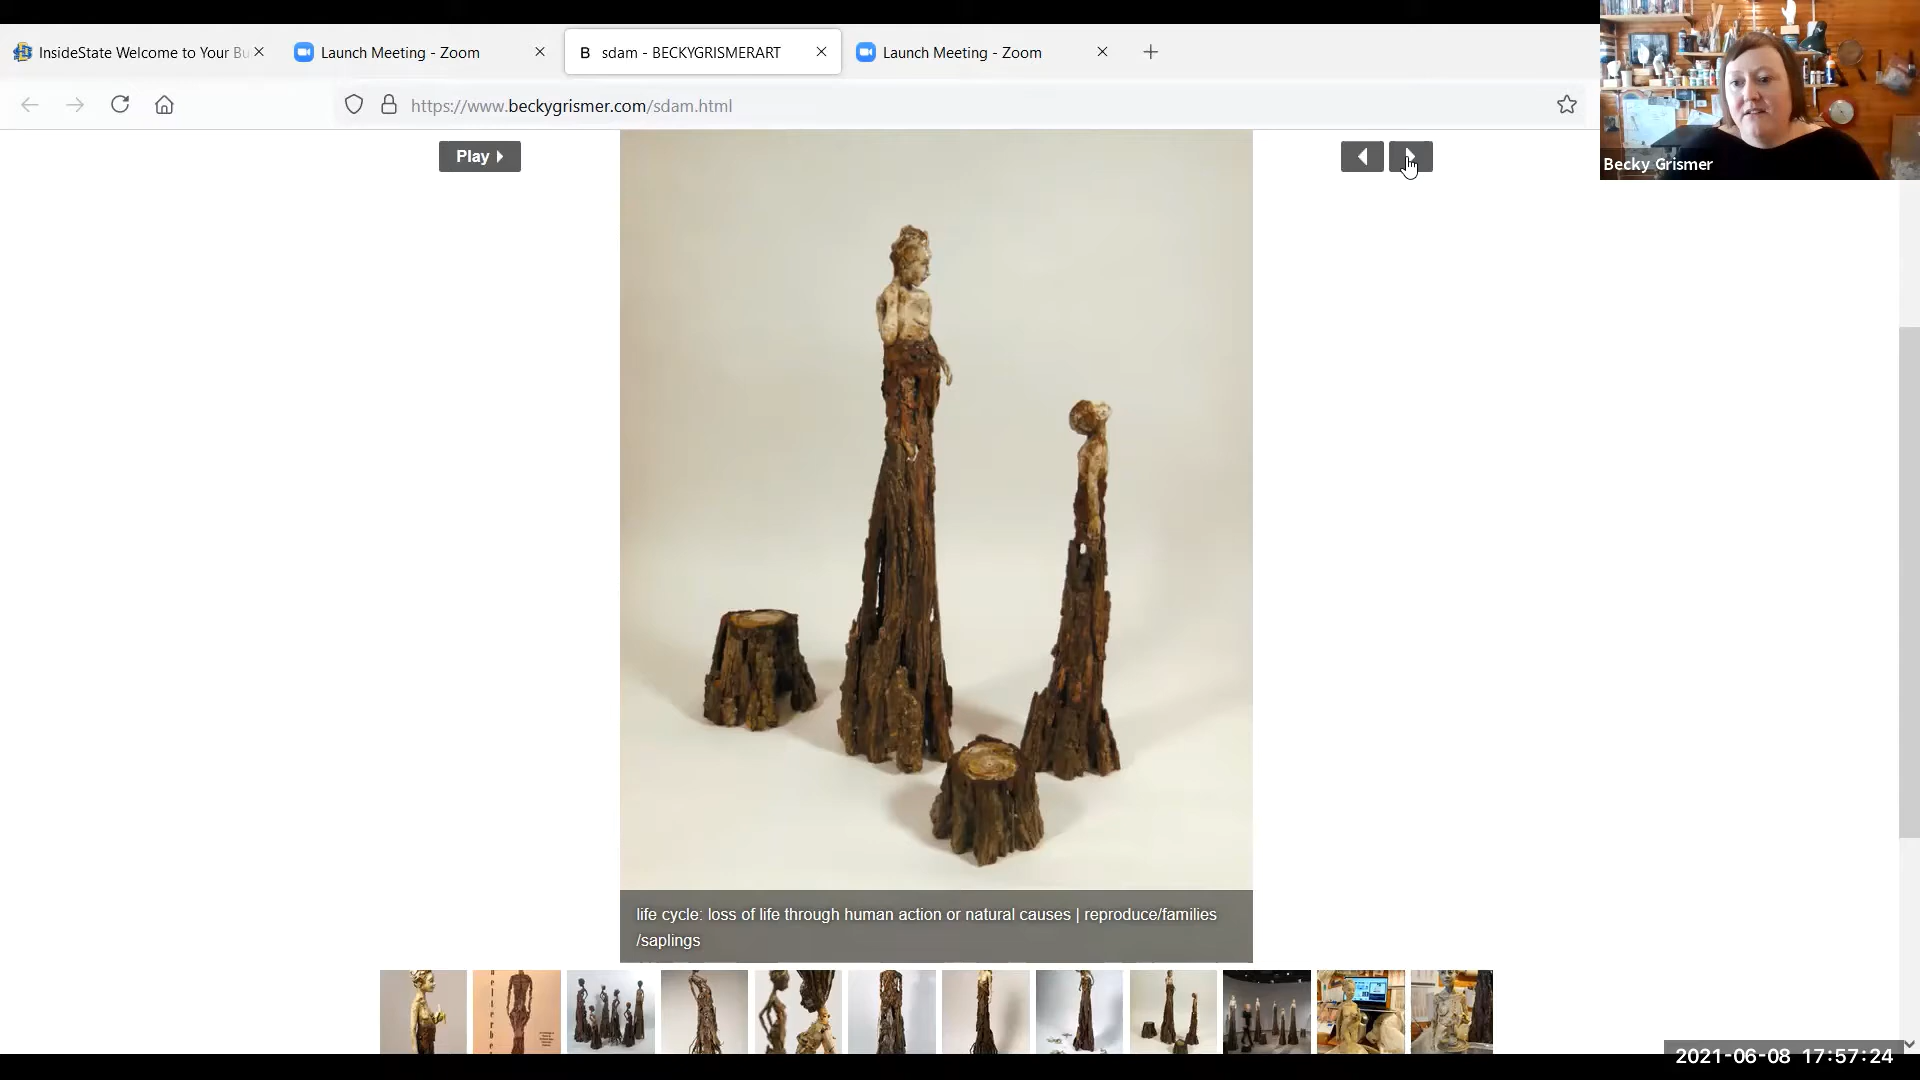 InsideState Welcome to Your Bu
Launch Meeting - Zoom
B sdam - BECKYGRISMERART
Launch Meeting - Zoom
https://www.beckygrismer.com/sdam.html
Play
Becky Grismer
life cycle: loss of life through human action or natural causes | reproduce/families
/saplings
2021-06-08 17:57:24